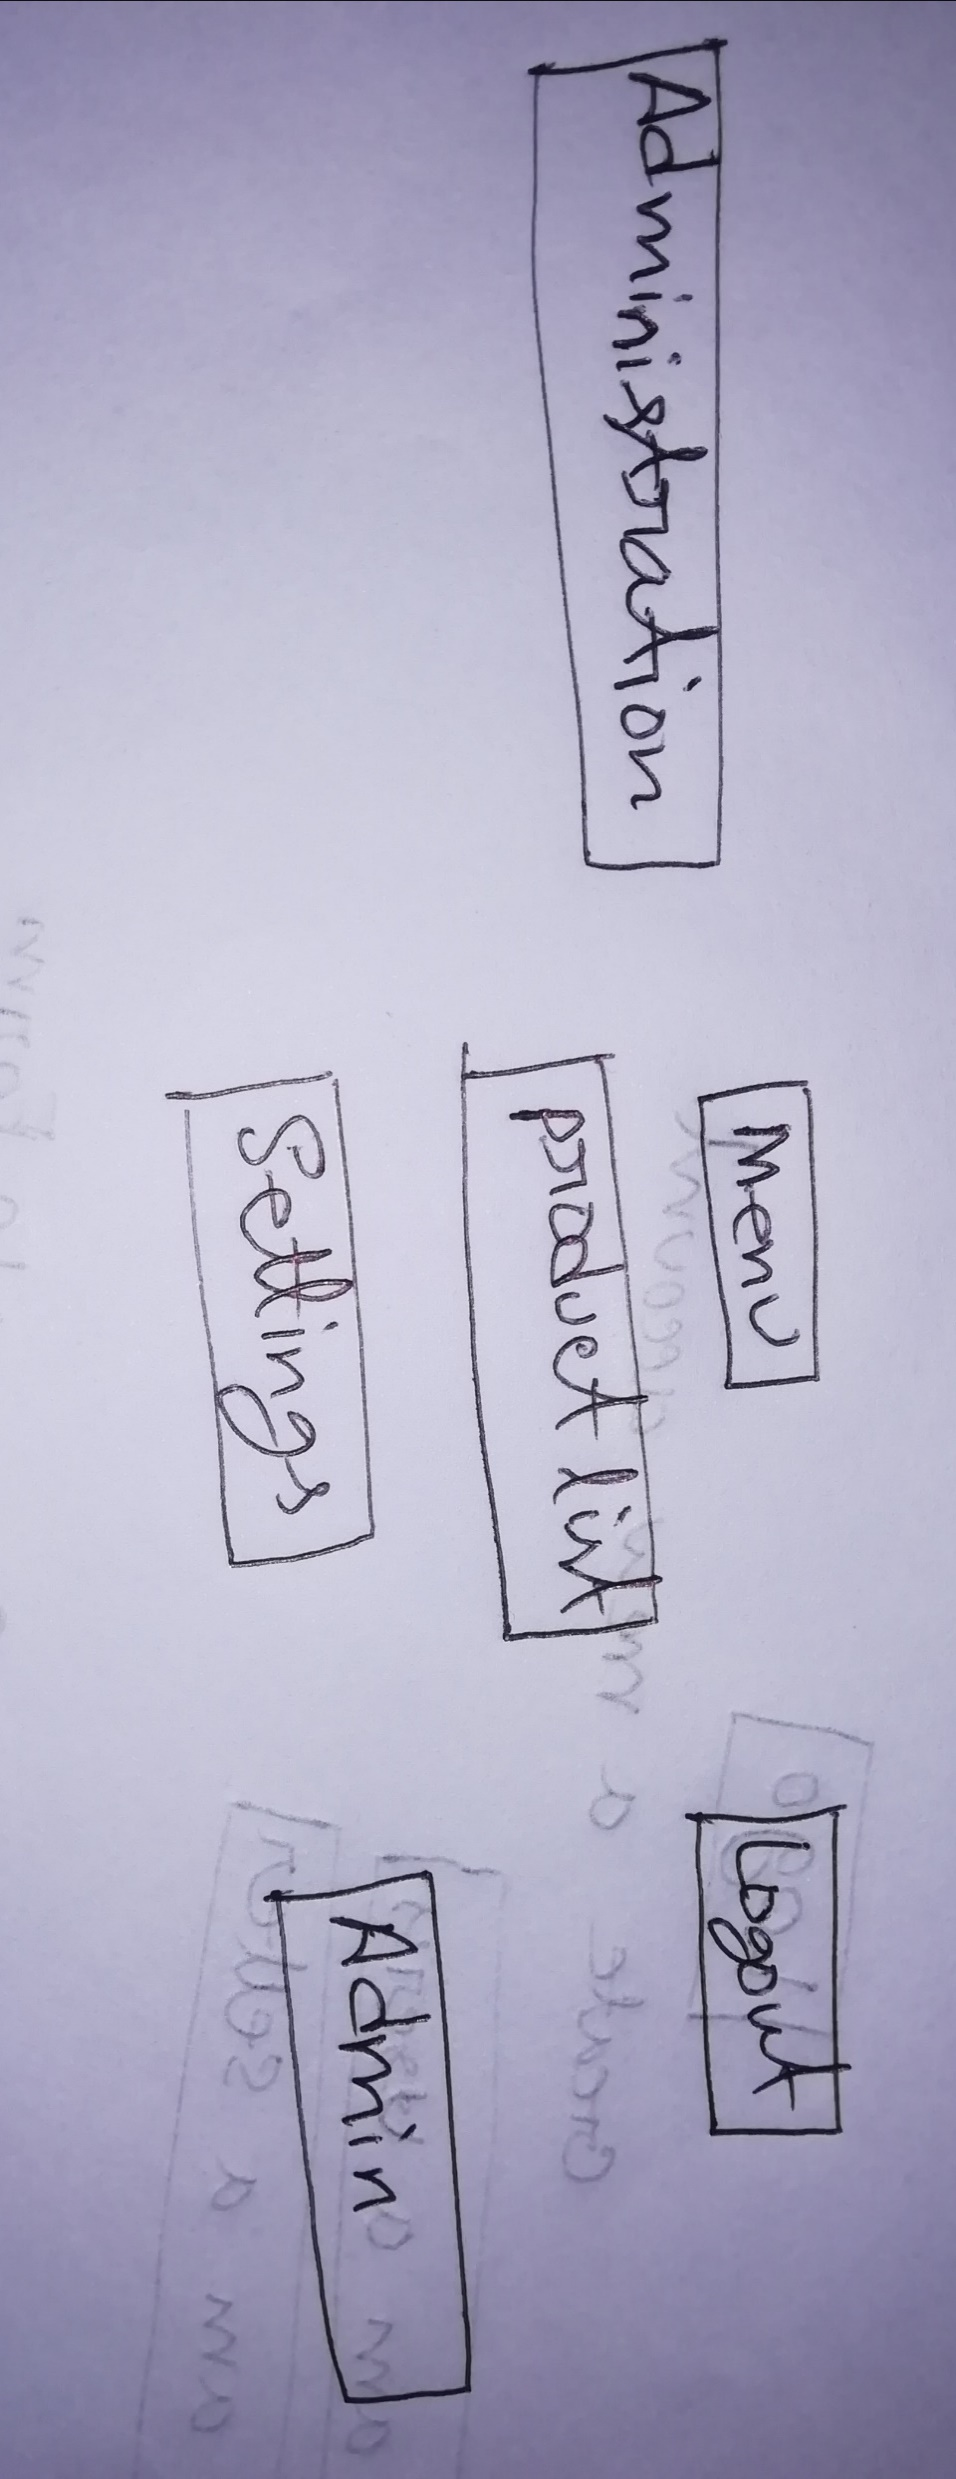 Menu
Logout
Administration
product list
Admin
Settings